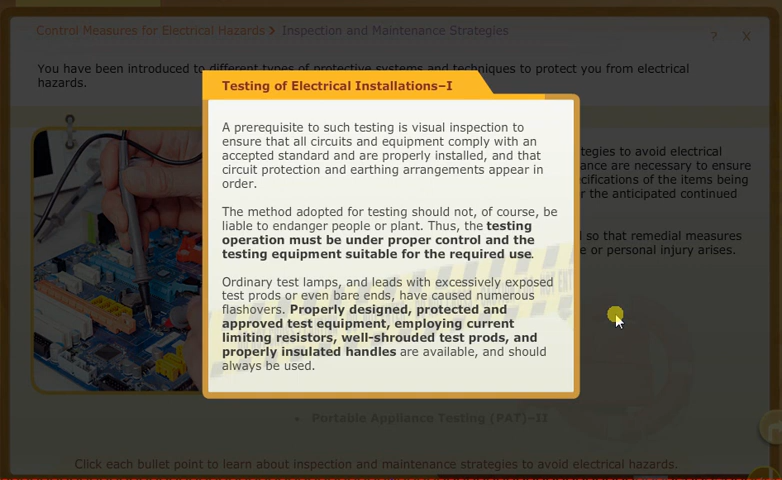 Control Measures for Electrical Hazards > Inspection and Maintenance Strategies
? X
You have been introduced to different types of protective systems and techniques to protect you from electrical
hazards.
Testing of Electrical Installations–I
A prerequisite to such testing is visual inspection to
ensure that all circuits and equipment comply with an
accepted standard and are properly installed, and that
circuit protection and earthing arrangements appear in
order.
The method adopted for testing should not, of course, be
liable to endanger people or plant. Thus, the testing
operation must be under proper control and the
testing equipment suitable for the required use.
Ordinary test lamps, and leads with excessively exposed
test prods or even bare ends, have caused numerous
flashovers. Properly designed, protected and
approved test equipment, employing current
limiting resistors, well-shrouded test prods, and
properly insulated handles are available, and should
always be used.
tegies to avoid electrical
ance are necessary to ensure
ecifications of the items being
r the anticipated continued
d so that remedial measures
e or personal injury arises.
• Portable Appliance Testing (PAT)–II
Click each bullet point to learn about inspection and maintenance strategies to avoid electrical hazards.